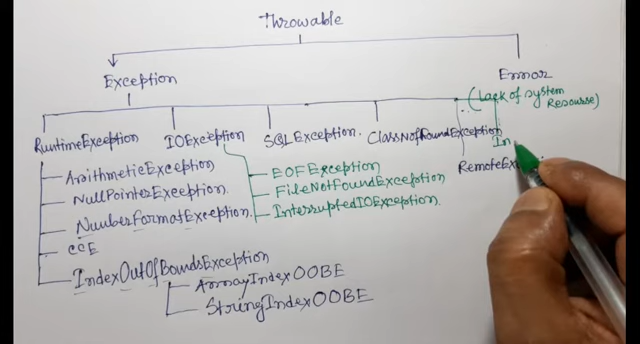 Throwable
Exception
Error
(Lack of system
Resourse)
RuntimeException
IOException
SQLException.
ClassNotFoundException
In
RemoteEx
ArithmeticException
NullPointerException.
NumberFormatException.
CCE
IndexOutOfBoundsException
ArrayIndexOOBE
StringIndexOOBE
EOFException
FileNotFoundException
InterruptedIOException.